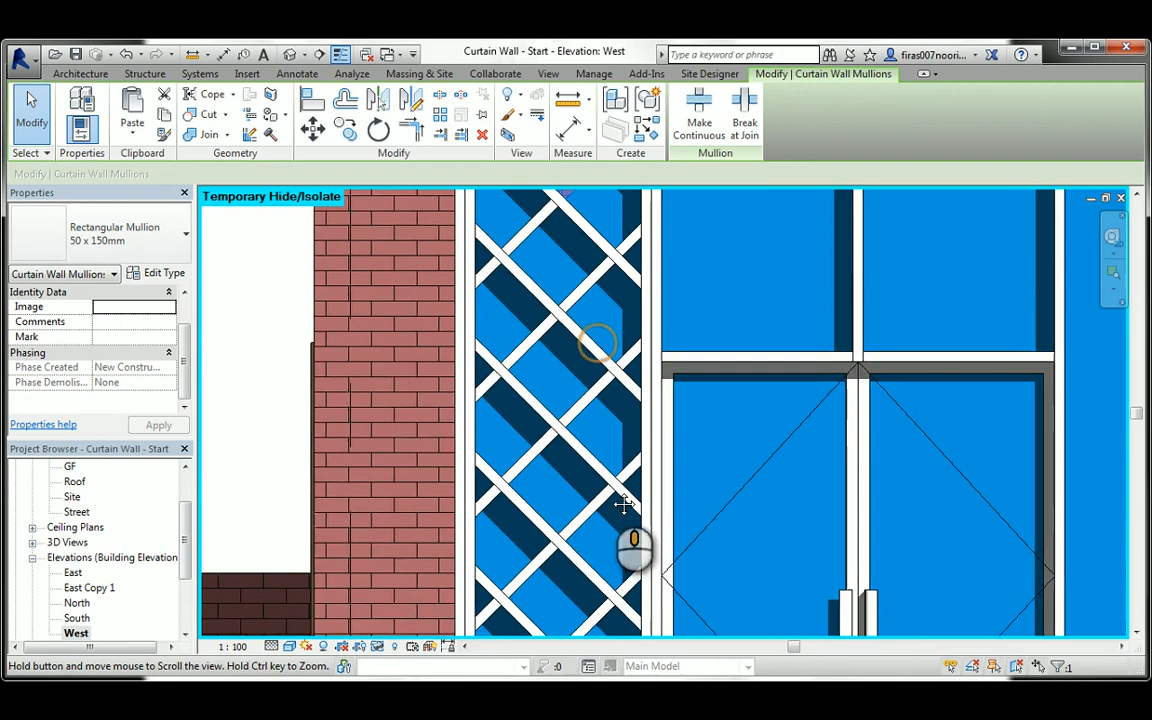 Curtain Wall - Start - Elevation: West
Type a keyword or phrase
firas007noori...
Architecture Structure Systems Insert Annotate Analyze Massing & Site Collaborate View Manage Add-Ins Site Designer Modify | Curtain Wall Mullions
Modify
Paste
Cope
Cut
Join
Make Continuous
Break at Join
Select Properties Clipboard Geometry Modify View Measure Create Mullion
Modify | Curtain Wall Mullions
Properties
Rectangular Mullion
50 x 150mm
Curtain Wall Mullions
Edit Type
Identity Data
Image
Comments
Mark
Phasing
Phase Created New Constru...
Phase Demolis... None
Properties help
Apply
Project Browser - Curtain Wall - Start
GF
Roof
Site
Street
Ceiling Plans
3D Views
Elevations (Building Elevation
East
East Copy 1
North
South
West
Temporary Hide/Isolate
1 : 100
Hold button and move mouse to Scroll the view. Hold Ctrl key to Zoom.
:0
Main Model
:1